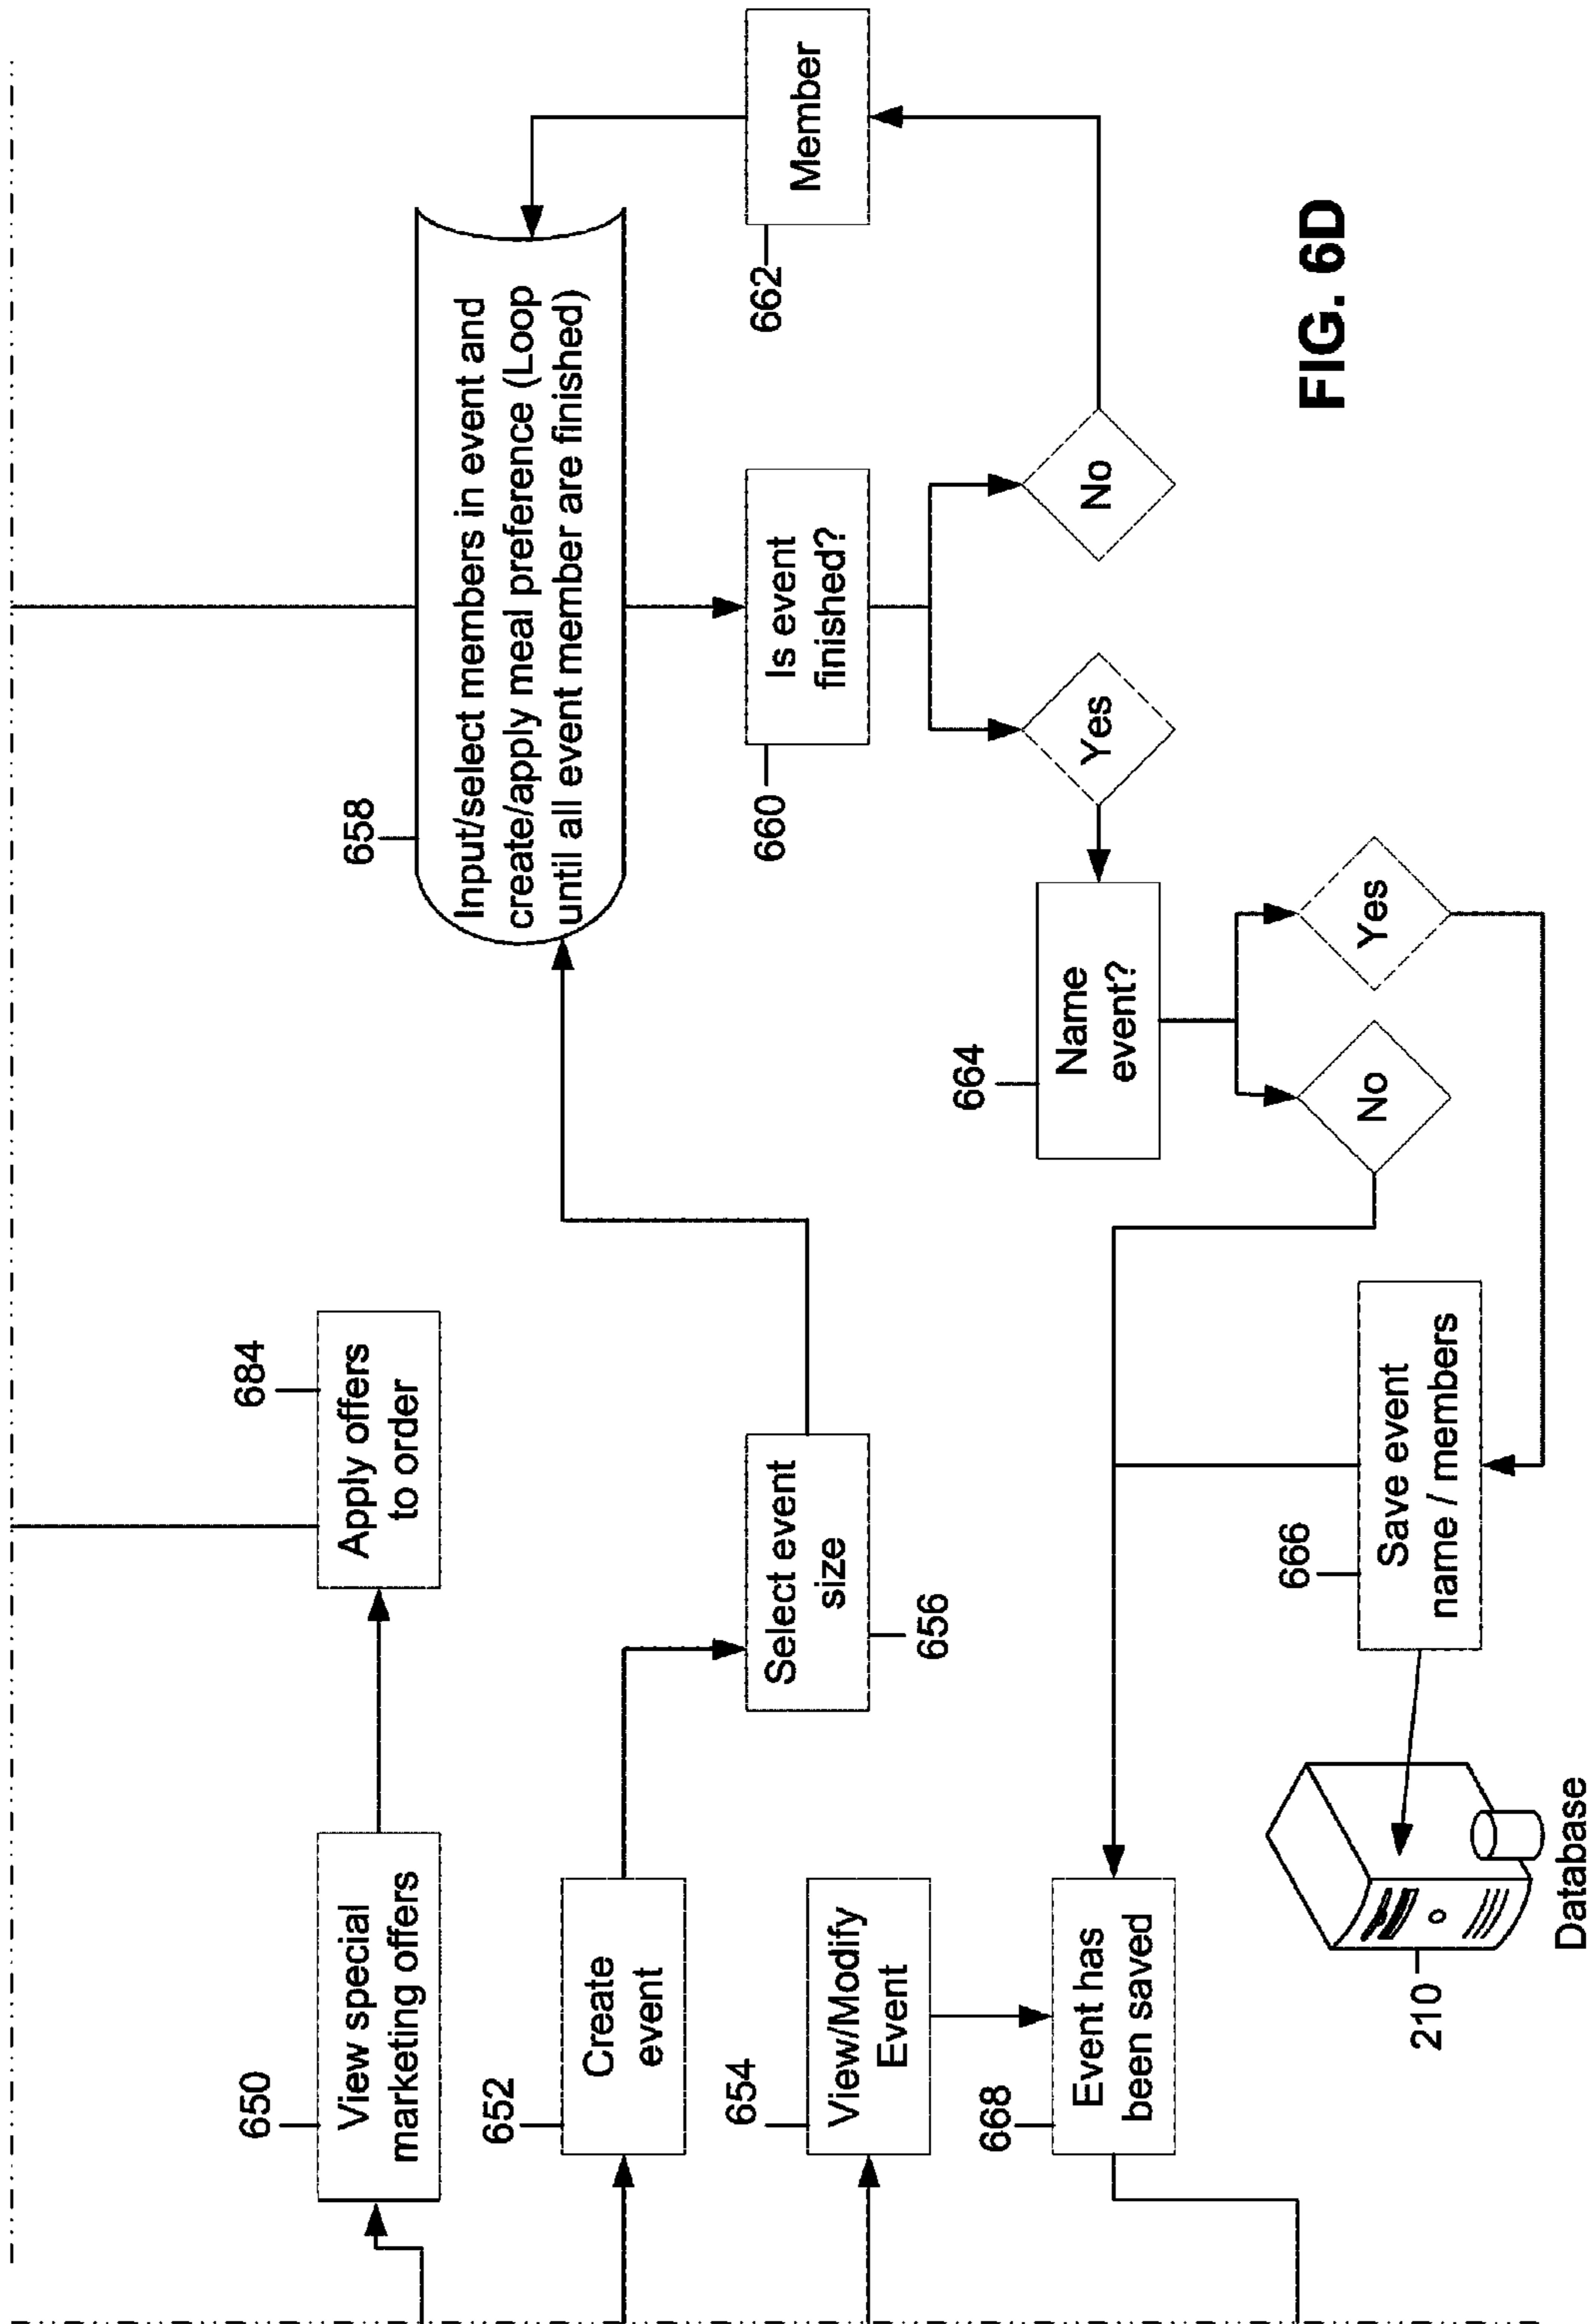 684
Apply offers
to order
650
View special
marketing offers
658
Input/select members in event and
create/apply meal preference (Loop
until all event member are finished)
652
Create
event
Select event
size
656
660
Is event
finished?
662
Member
654
View/Modify
Event
Yes
No
664
Name
event?
668
Event has
been saved
No
Yes
666
Save event
name / members
210
Database
FIG. 6D